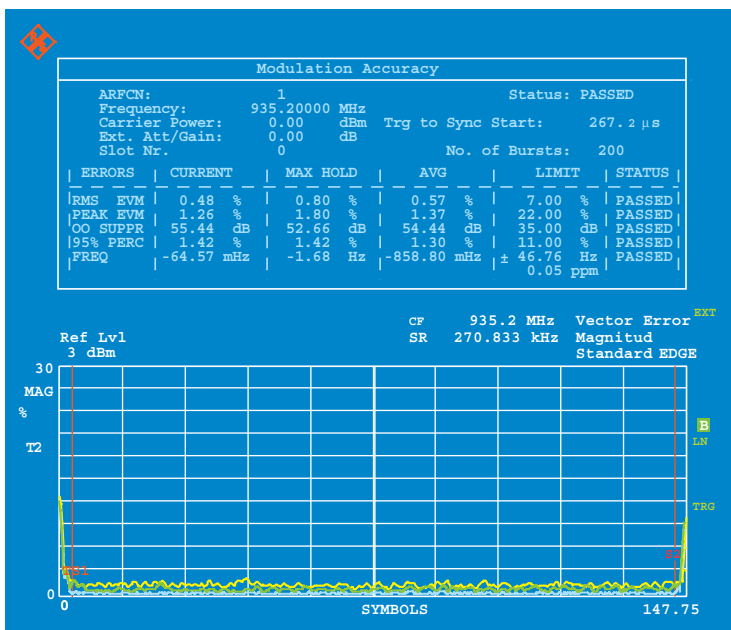 Modulation Accuracy
ARFCN: 1 Status: PASSED
Frequency: 935.20000 MHz
Carrier Power: 0.00 dBm Trg to Sync Start: 267.2 µs
Ext. Att/Gain: 0.00 dB
Slot Nr. 0 No. of Bursts: 200
| ERRORS | CURRENT | MAX HOLD | AVG | LIMIT | STATUS |
|RMS EVM | 0.48 % | 0.80 % | 0.57 % | 7.00 % | PASSED|
|PEAK EVM | 1.26 % | 1.80 % | 1.37 % | 22.00 % | PASSED|
|OO SUPPR | 55.44 dB | 52.66 dB | 54.44 dB | 35.00 dB | PASSED|
|95% PERC | 1.42 % | 1.42 % | 1.30 % | 11.00 % | PASSED|
|FREQ |-64.57 mHz | -1.68 Hz |-858.80 mHz | ± 46.76 Hz | PASSED|
0.05 ppm
EXT
CF 935.2 MHz Vector Error
Ref Lvl SR 270.833 kHz Magnitud
3 dBm Standard EDGE
30
MAG
%
B
T2 LN
TRG
0
0 SYMBOLS 147.75